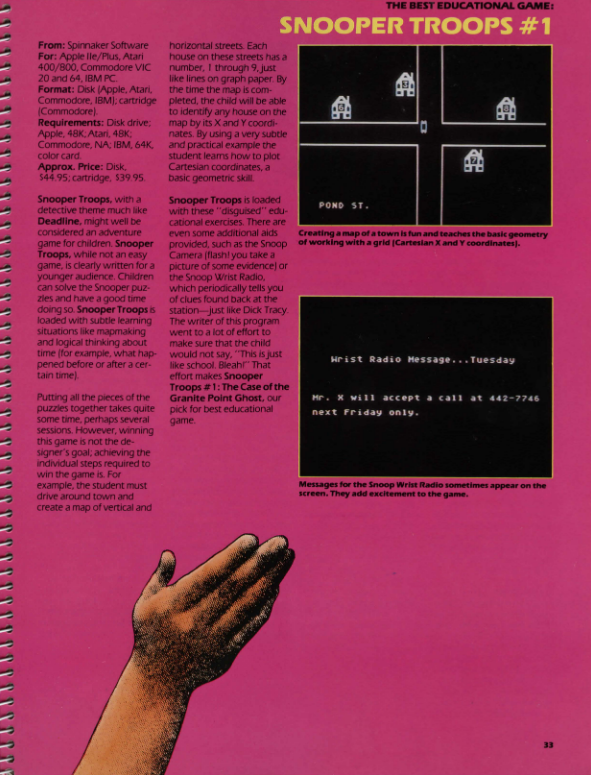 THE BEST EDUCATIONAL GAME:
SNOOPER TROOPS #1
From: Spinnaker Software
For: Apple IIe/Plus, Atari
400/800, Commodore VIC
20 and 64, IBM PC.
Format: Disk (Apple, Atari,
Commodore, IBM); cartridge
(Commodore).
Requirements: Disk drive;
Apple, 48K; Atari, 48K;
Commodore, NA; IBM, 64K,
color card.
Approx. Price: Disk,
$44.95; cartridge, $39.95.
Snooper Troops, with a
detective theme much like
Deadline, might well be
considered an adventure
game for children. Snooper
Troops, while not an easy
game, is clearly written for a
younger audience. Children
can solve the Snooper puz-
zles and have a good time
doing so. Snooper Troops is
loaded with subtle learning
situations like mapmaking
and logical thinking about
time (for example, what hap-
pened before or after a cer-
tain time).
Putting all the pieces of the
puzzles together takes quite
some time, perhaps several
sessions. However, winning
this game is not the de-
signer's goal; achieving the
individual steps required to
win the game is. For
example, the student must
drive around town and
create a map of vertical and
horizontal streets. Each
house on these streets has a
number, 1 through 9, just
like lines on graph paper. By
the time the map is com-
pleted, the child will be able
to identify any house on the
map by its X and Y coordi-
nates. By using a very subtle
and practical example the
student learns how to plot
Cartesian coordinates, a
basic geometric skill.
Snooper Troops is loaded
with these "disguised" edu-
cational exercises. There are
even some additional aids
provided, such as the Snoop
Camera (flash! you take a
picture of some evidence) or
the Snoop Wrist Radio,
which periodically tells you
of clues found back at the
station—just like Dick Tracy.
The writer of this program
went to a lot of effort to
make sure that the child
would not say, "This is just
like school. Bleah!" That
effort makes Snooper
Troops #1: The Case of the
Granite Point Ghost, our
pick for best educational
game.
POND ST.
Creating a map of a town is fun and teaches the basic geometry
of working with a grid (Cartesian X and Y coordinates).
Wrist Radio Message...Tuesday
Mr. X will accept a call at 442-7746
next Friday only.
Messages for the Snoop Wrist Radio sometimes appear on the
screen. They add excitement to the game.
33